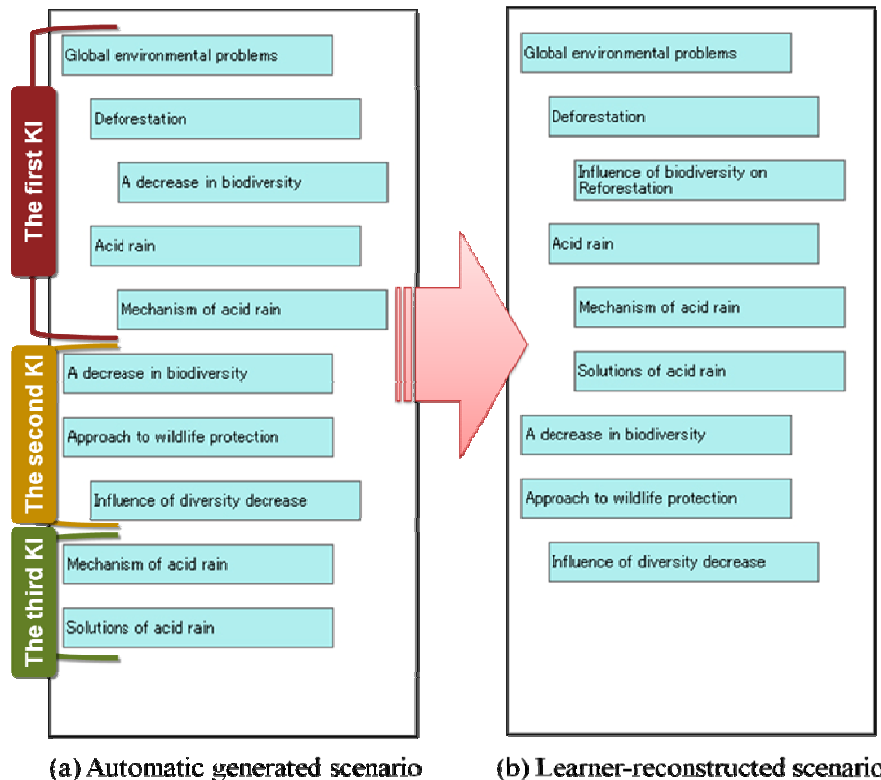 The first KI
Global environmental problems
Deforestation
A decrease in biodiversity
Acid rain
Mechanism of acid rain
The second KI
A decrease in biodiversity
Approach to wildlife protection
Influence of diversity decrease
The third KI
Mechanism of acid rain
Solutions of acid rain
(a) Automatic generated scenario
Global environmental problems
Deforestation
Influence of biodiversity on
Reforestation
Acid rain
Mechanism of acid rain
Solutions of acid rain
A decrease in biodiversity
Approach to wildlife protection
Influence of diversity decrease
(b) Learner-reconstructed scenario